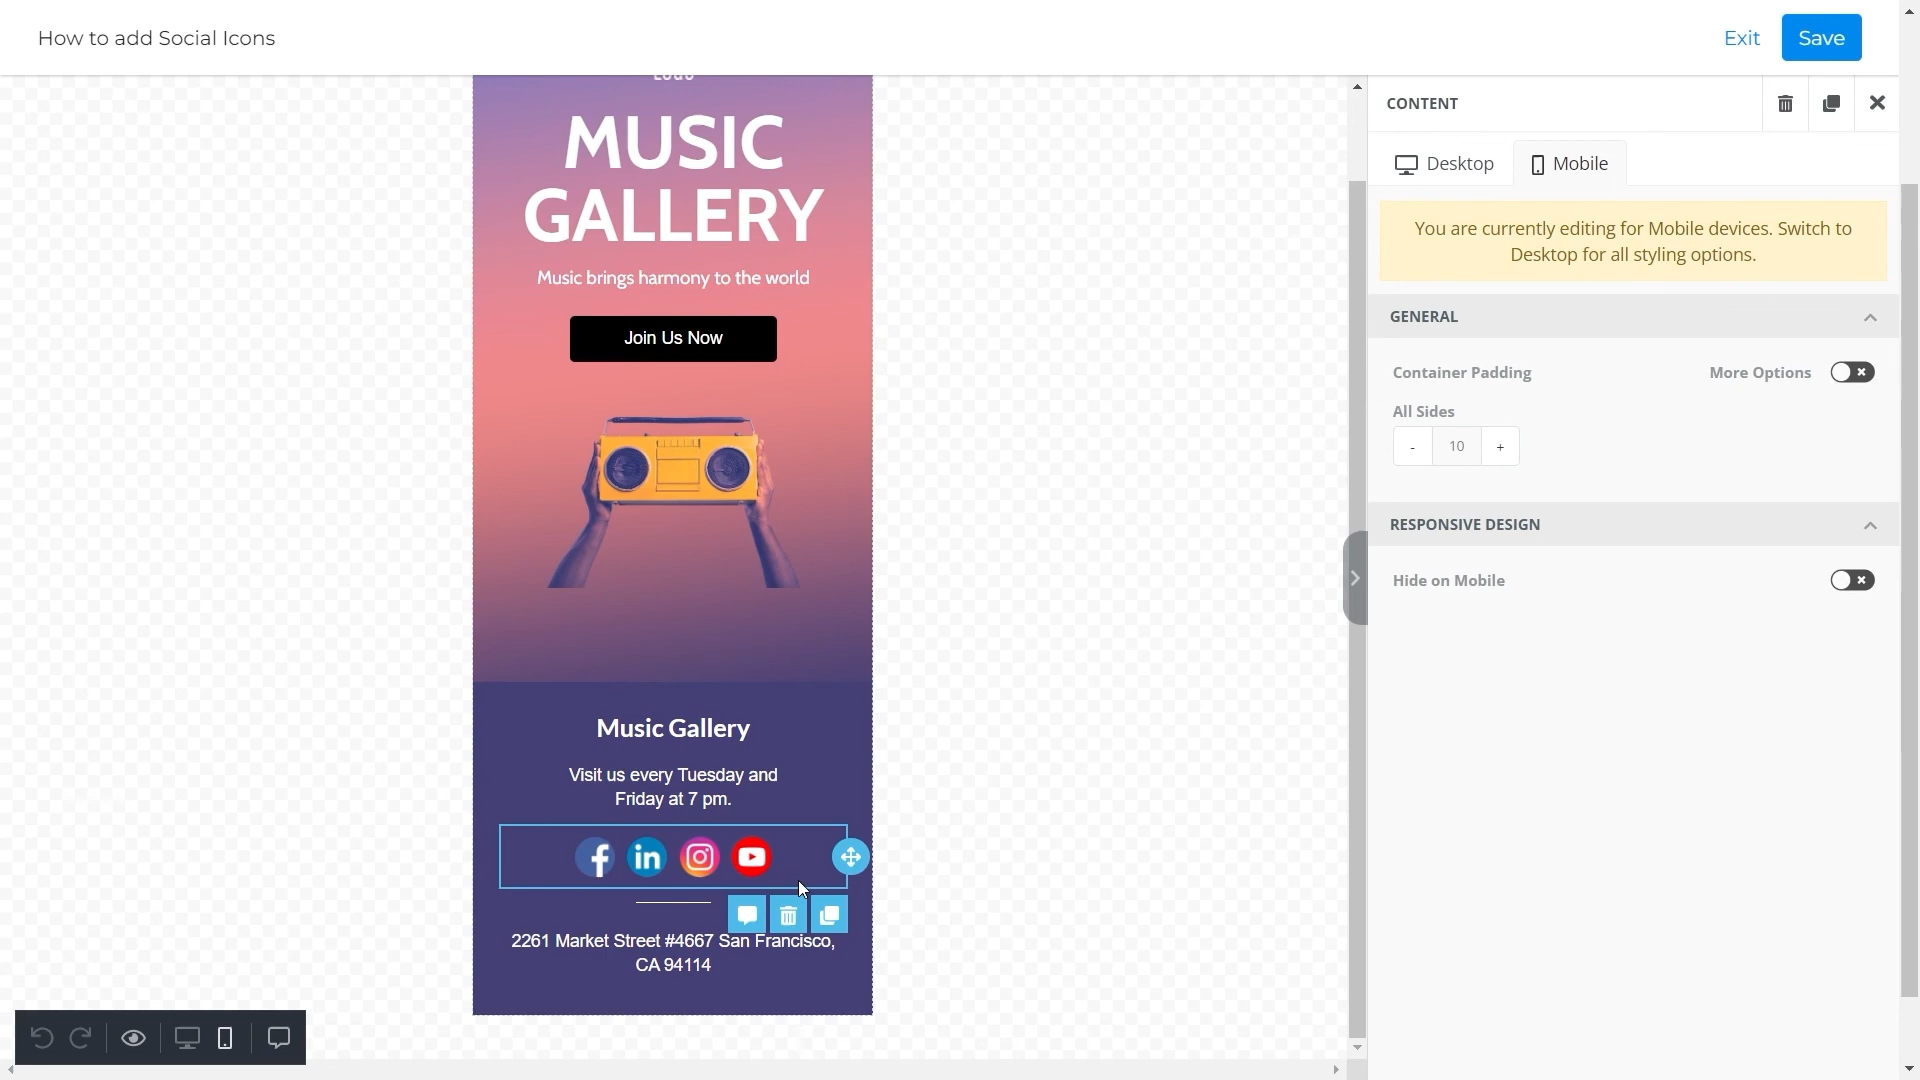 How to add Social Icons
Exit
Save
Logo
MUSIC
GALLERY
Music brings harmony to the world
Join Us Now
Music Gallery
Visit us every Tuesday and
Friday at 7 pm.
in
2261 Market Street #4667 San Francisco,
CA 94114
CONTENT
Desktop
Mobile
You are currently editing for Mobile devices. Switch to
Desktop for all styling options.
GENERAL
Container Padding
More Options
All Sides
- 10 +
RESPONSIVE DESIGN
Hide on Mobile